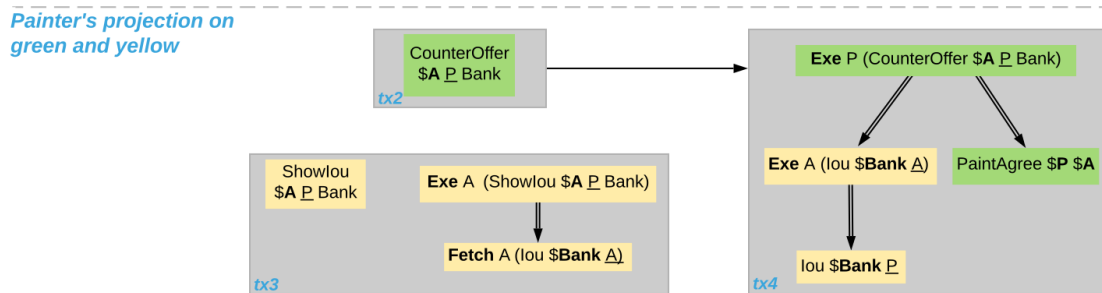 Painter's projection on
green and yellow
CounterOffer
$A P Bank
tx2
Exe P (CounterOffer $A P Bank)
ShowIou
$A P Bank
Exe A (ShowIou $A P Bank)
Fetch A (Iou $Bank A)
tx3
Exe A (Iou $Bank A)
PaintAgree $P $A
Iou $Bank P
tx4